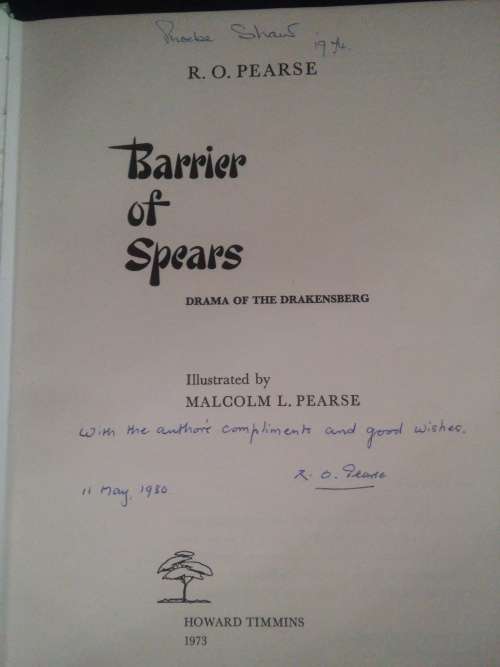 Phoebe Shaw 1974.
R. O. PEARSE
Barrier
of
Spears
DRAMA OF THE DRAKENSBERG
Illustrated by
MALCOLM L. PEARSE
With the author's compliments and good wishes.
R. O. Pearse
11 May, 1980
HOWARD TIMMINS
1973